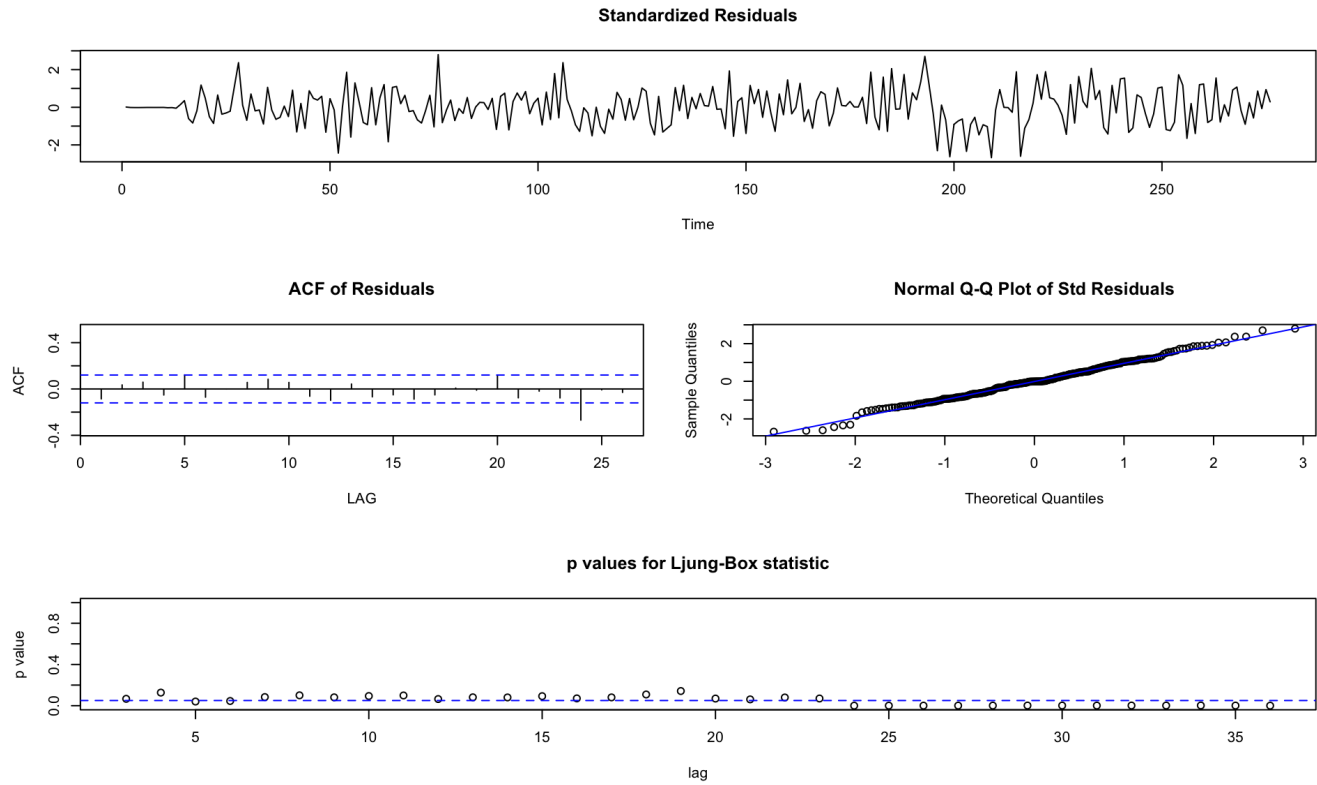 Standardized Residuals
2
0
-2
0 50 100 150 200 250
Time
ACF of Residuals
0.4
0.0
-0.4
ACF
0 5 10 15 20 25
LAG
Normal Q-Q Plot of Std Residuals
2
0
-2
Sample Quantiles
-3 -2 -1 0 1 2 3
Theoretical Quantiles
p values for Ljung-Box statistic
0.8
0.4
0.0
p value
5 10 15 20 25 30 35
lag